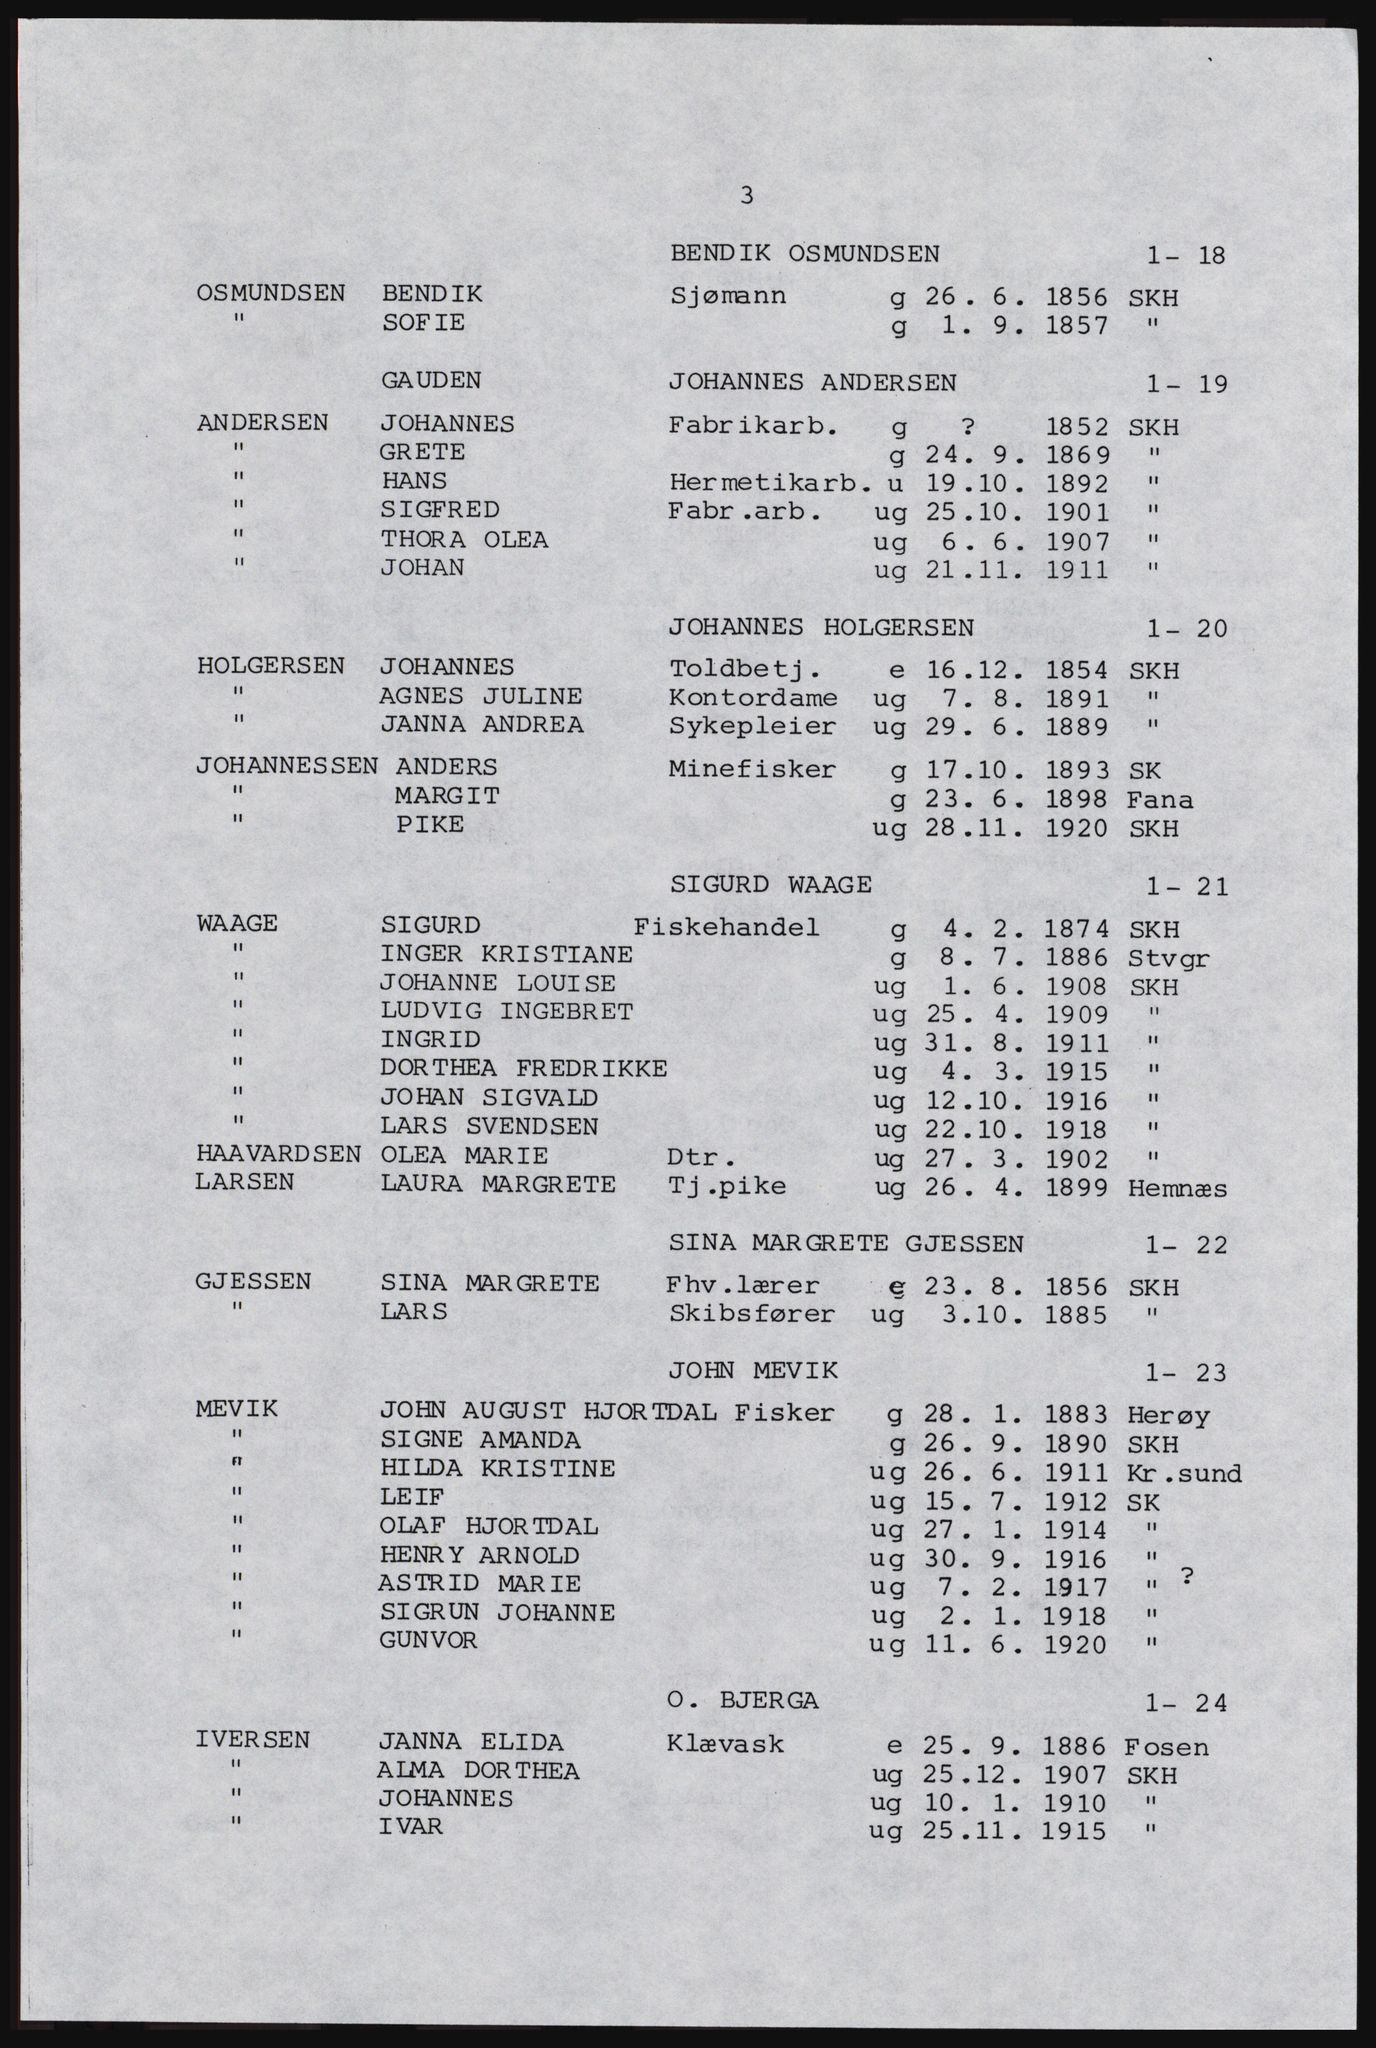 3
BENDIK OSMUNDSEN 1- 18
OSMUNDSEN BENDIK Sjømann g 26. 6. 1856 SKH
" SOFIE g 1. 9. 1857 "
GAUDEN JOHANNES ANDERSEN 1- 19
ANDERSEN JOHANNES Fabrikarb. g ? 1852 SKH
" GRETE g 24. 9. 1869 "
" HANS Hermetikarb. u 19.10. 1892 "
" SIGFRED Fabr.arb. ug 25.10. 1901 "
" THORA OLEA ug 6. 6. 1907 "
" JOHAN ug 21.11. 1911 "
JOHANNES HOLGERSEN 1- 20
HOLGERSEN JOHANNES Toldbetj. e 16.12. 1854 SKH
" AGNES JULINE Kontordame ug 7. 8. 1891 "
" JANNA ANDREA Sykepleier ug 29. 6. 1889 "
JOHANNESSEN ANDERS Minefisker g 17.10. 1893 SK
" MARGIT g 23. 6. 1898 Fana
" PIKE ug 28.11. 1920 SKH
SIGURD WAAGE 1- 21
WAAGE SIGURD Fiskehandel g 4. 2. 1874 SKH
" INGER KRISTIANE g 8. 7. 1886 Stvgr
" JOHANNE LOUISE ug 1. 6. 1908 SKH
" LUDVIG INGEBRET ug 25. 4. 1909 "
" INGRID ug 31. 8. 1911 "
" DORTHEA FREDRIKKE ug 4. 3. 1915 "
" JOHAN SIGVALD ug 12.10. 1916 "
" LARS SVENDSEN ug 22.10. 1918 "
HAAVARDSEN OLEA MARIE Dtr. ug 27. 3. 1902 "
LARSEN LAURA MARGRETE Tj.pike ug 26. 4. 1899 Hemnæs
SINA MARGRETE GJESSEN 1- 22
GJESSEN SINA MARGRETE Fhv.lærer e 23. 8. 1856 SKH
" LARS Skibsfører ug 3.10. 1885 "
JOHN MEVIK 1- 23
MEVIK JOHN AUGUST HJORTDAL Fisker g 28. 1. 1883 Herøy
" SIGNE AMANDA g 26. 9. 1890 SKH
" HILDA KRISTINE ug 26. 6. 1911 Kr.sund
" LEIF ug 15. 7. 1912 SK
" OLAF HJORTDAL ug 27. 1. 1914 "
" HENRY ARNOLD ug 30. 9. 1916 "
" ASTRID MARIE ug 7. 2. 1917 " ?
" SIGRUN JOHANNE ug 2. 1. 1918 "
" GUNVOR ug 11. 6. 1920 "
O. BJERGA 1- 24
IVERSEN JANNA ELIDA Klævask e 25. 9. 1886 Fosen
" ALMA DORTHEA ug 25.12. 1907 SKH
" JOHANNES ug 10. 1. 1910 "
" IVAR ug 25.11. 1915 "